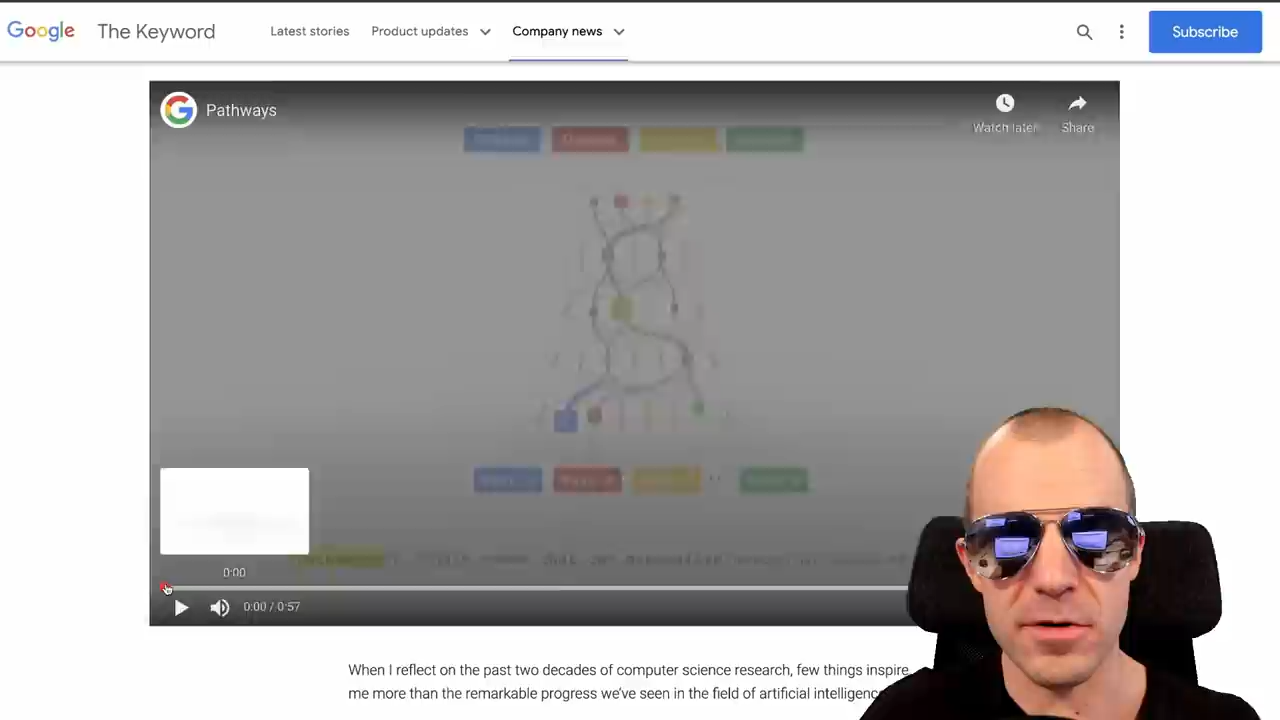 Google The Keyword Latest stories Product updates Company news Subscribe
Pathways
Watch later Share
0:00
0:00 / 0:57
When I reflect on the past two decades of computer science research, few things inspire
me more than the remarkable progress we've seen in the field of artificial